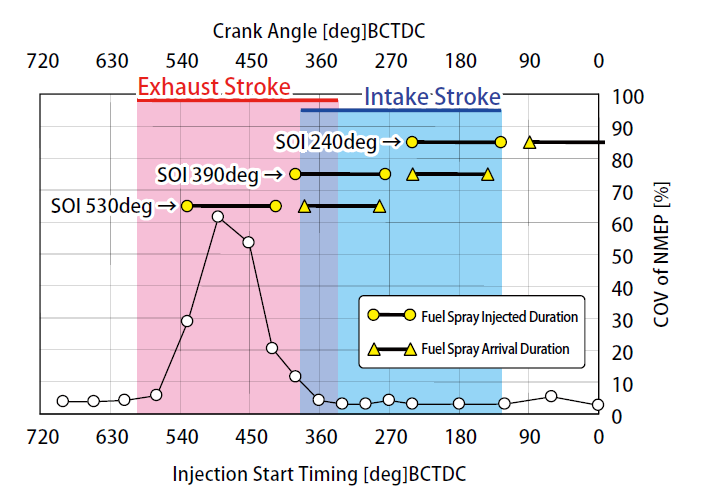 Crank Angle [deg]BCTDC
720 630 540 450 360 270 180 90 0
Exhaust Stroke
Intake Stroke
100
90
80
70
60
50
40
30
20
10
0
COV of NMEP [%]
SOI 240deg→
SOI 390deg→
SOI 530deg→
Fuel Spray Injected Duration
Fuel Spray Arrival Duration
720 630 540 450 360 270 180 90 0
Injection Start Timing [deg]BCTDC